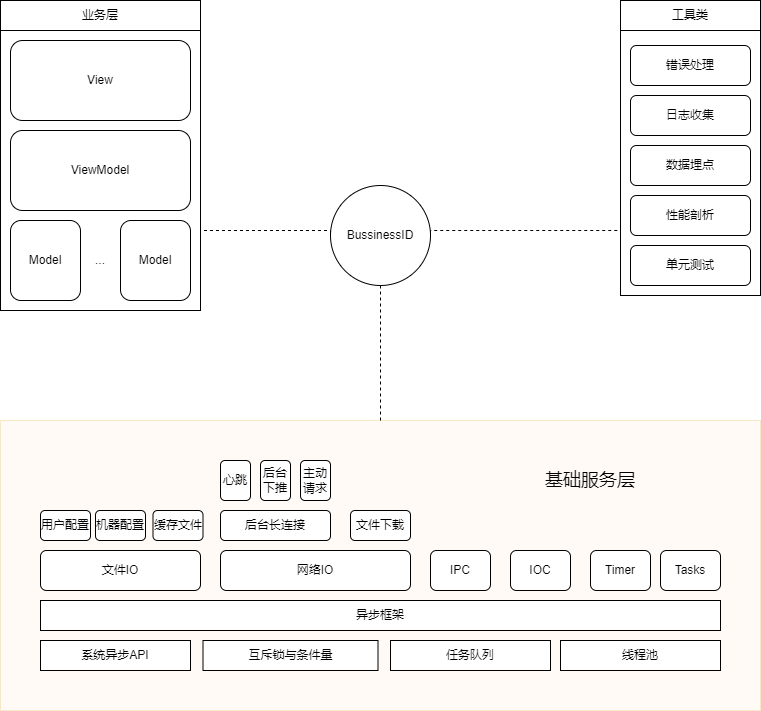 业务层
View
ViewModel
Model
...
Model
BussinessID
工具类
错误处理
日志收集
数据埋点
性能剖析
单元测试
基础服务层
心跳
后台
下推
主动
请求
用户配置
机器配置
缓存文件
后台长连接
文件下载
文件IO
网络IO
IPC
IOC
Timer
Tasks
异步框架
系统异步API
互斥锁与条件量
任务队列
线程池